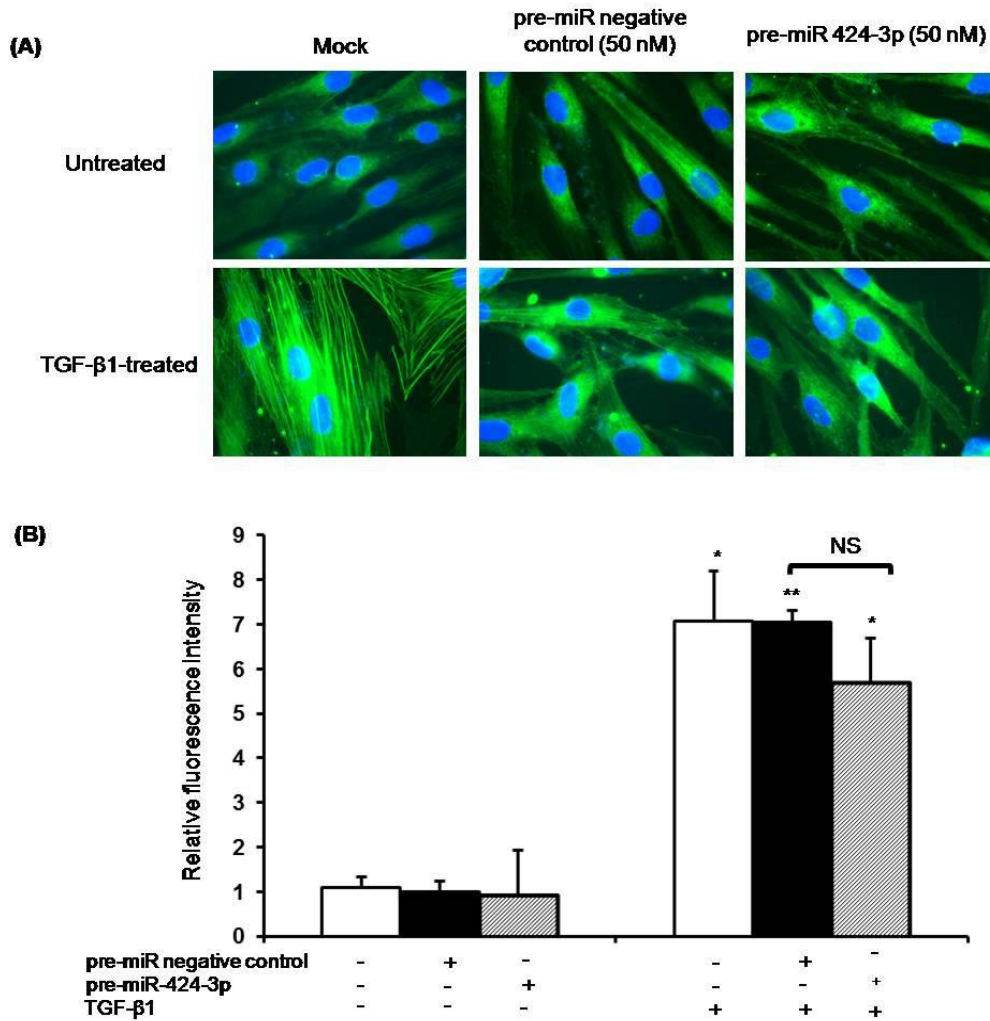 (A)
Mock
pre-miR negative
control (50 nM)
pre-miR 424-3p (50 nM)
Untreated
TGF-β1-treated
(B)
Relative fluorescence intensity
9
8
7
6
5
4
3
2
1
0
*
**
*
NS
pre-miR negative control - + - - + -
pre-miR-424-3p - - + - - +
TGF-β1 - - - + + +